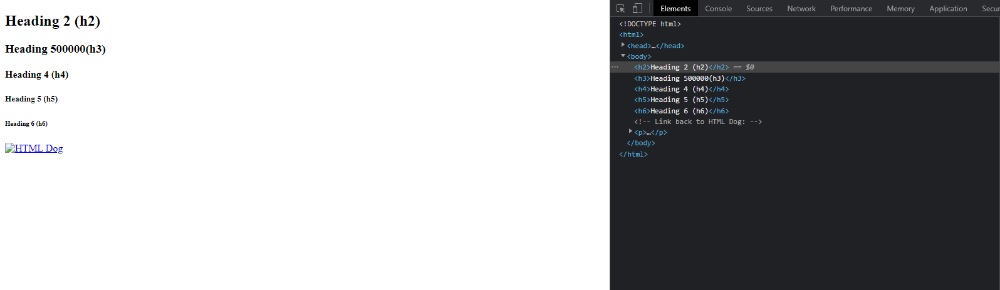 Heading 2 (h2)
Heading 500000(h3)
Heading 4 (h4)
Heading 5 (h5)
Heading 6 (h6)
HTML Dog
Elements Console Sources Network Performance Memory Application Secur
<!DOCTYPE html>
<html>
<head>…</head>
<body>
<h2>Heading 2 (h2)</h2> == $0
<h3>Heading 500000(h3)</h3>
<h4>Heading 4 (h4)</h4>
<h5>Heading 5 (h5)</h5>
<h6>Heading 6 (h6)</h6>
<!-- Link back to HTML Dog: -->
<p>…</p>
</body>
</html>